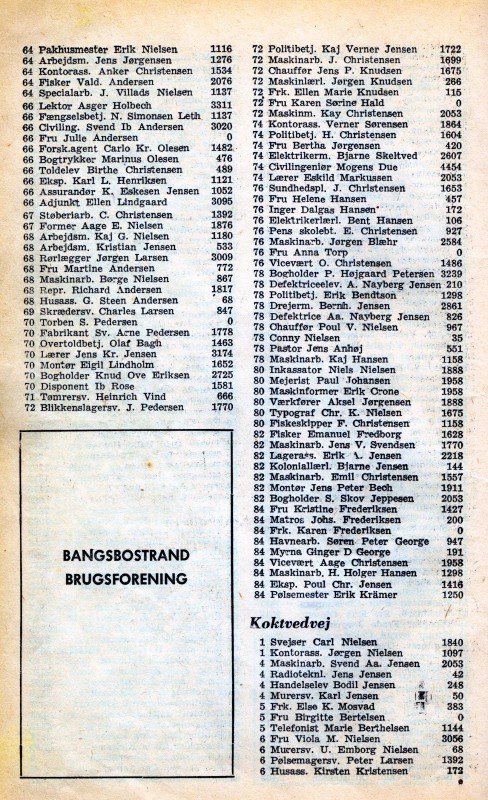 64 Pakhusmester Erik Nielsen 1116
64 Arbejdsm. Jens Jørgensen 1276
64 Kontorass. Anker Christensen 1534
64 Fisker Vald. Andersen 2076
64 Specialarb. J. Villads Nielsen 1137
66 Lektor Asger Holbech 3311
66 Fængselsbetj. N. Simonsen Leth 1137
66 Civiling. Svend Ib Andersen 3020
66 Fru Julie Andersen 0
66 Forsk.agent Carlo Kr. Olesen 1482
66 Bogtrykker Marinus Olesen 476
66 Toldelev Birthe Christensen 489
66 Eksp. Karl L. Henriksen 1121
66 Assurandør K. Eskesen Jensen 1052
66 Adjunkt Ellen Lindgaard 3095
67 Støberiarb. C. Christensen 1392
67 Former Aage E. Nielsen 1876
68 Arbejdsm. Kaj G. Nielsen 1180
68 Arbejdsm. Kristian Jensen 533
68 Rørlægger Jørgen Larsen 3009
68 Fru Martine Andersen 772
68 Maskinarb. Børge Nielsen 867
68 Repr. Richard Andersen 1817
68 Husass. G. Steen Andersen 68
69 Skrædersv. Charles Larsen 847
70 Torben S. Pedersen 0
70 Fabrikant Sv. Arne Pedersen 1778
70 Overtoldbetj. Olaf Bagh 1463
70 Lærer Jens Kr. Jensen 3174
70 Montør Eigil Lindholm 1652
70 Bogholder Knud Ove Eriksen 2725
70 Disponent Ib Rose 1581
71 Tømrersv. Heinrich Vind 666
72 Blikkenslagersv. J. Pedersen 1770
BANGSBOSTRAND
BRUGSFORENING
72 Politibetj. Kaj Verner Jensen 1722
72 Maskinarb. J. Christensen 1699
72 Chauffør Jens P. Knudsen 1675
72 Maskinlærl. Jørgen Knudsen 266
72 Frk. Ellen Marie Knudsen 115
72 Fru Karen Sørine Hald 0
72 Maskinm. Kay Christensen 2053
74 Kontorass. Verner Sørensen 1864
74 Politibetj. H. Christensen 1604
74 Fru Bertha Jørgensen 420
74 Elektrikerm. Bjarne Skeltved 2607
74 Civilingeniør Mogens Due 4454
74 Lærer Eskild Markussen 2053
76 Sundhedspl. J. Christensen 1653
76 Fru Helene Hansen 457
76 Inger Dalgas Hansen 172
76 Elektrikerlærl. Bent Hansen 106
76 Pens skolebt. E. Christensen 927
76 Maskinarb. Jørgen Blæhr 2584
76 Fru Anna Torp 0
76 Vicevært O. Christensen 1486
78 Bogholder P. Højgaard Petersen 3239
78 Defektriceelev. A. Nayberg Jensen 210
78 Politibetj. Erik Bendtson 1298
78 Drejerm. Bernh. Jensen 2861
78 Defektrice Aa. Nayberg Jensen 826
78 Chauffør Poul V. Nielsen 967
78 Conny Nielsen 35
78 Pastor Jens Anhøj 551
78 Maskinarb. Kaj Hansen 1158
80 Inkassator Niels Nielsen 1888
80 Mejerist Paul Johansen 1958
80 Maskinformer Erik Crone 1953
80 Værkfører Aksel Jørgensen 1888
80 Typograf Chr. K. Nielsen 1675
80 Fiskeskipper F. Christensen 1158
82 Fisker Emanuel Fredborg 1628
82 Maskinarb. Jens V. Svendsen 1770
82 Lagerass. Erik A. Jensen 2218
82 Koloniallærl. Bjarne Jensen 144
82 Maskinarb. Emil Christensen 1557
82 Montør Jens Peter Bech 1911
82 Bogholder S. Skov Jeppesen 2053
84 Fru Kristine Frederiksen 1427
84 Matros Johs. Frederiksen 200
84 Frk. Karen Frederiksen 0
84 Havnearb. Søren Peter George 947
84 Myrna Ginger D George 191
84 Vicevært Aage Christensen 1958
84 Maskinarb. H. Holger Hansen 1298
84 Eksp. Poul Chr. Jensen 1416
84 Pølsemester Erik Krämer 1250
Koktvedvej
1 Svejser Carl Nielsen 1840
1 Kontorass. Jørgen Nielsen 1097
4 Maskinarb. Svend Aa. Jensen 2053
4 Radiotekni. Jens Jensen 42
4 Handelselev Bodil Jensen 248
4 Murersv. Karl Jensen 50
5 Frk. Else K. Mosvad 383
5 Fru Birgitte Bertelsen 0
5 Telefonist Marie Berthelsen 1144
6 Fru Viola M. Nielsen 3056
6 Murersv. U. Emborg Nielsen 68
6 Pølsemagersv. Peter Larsen 1392
6 Husass. Kirsten Kristensen 172